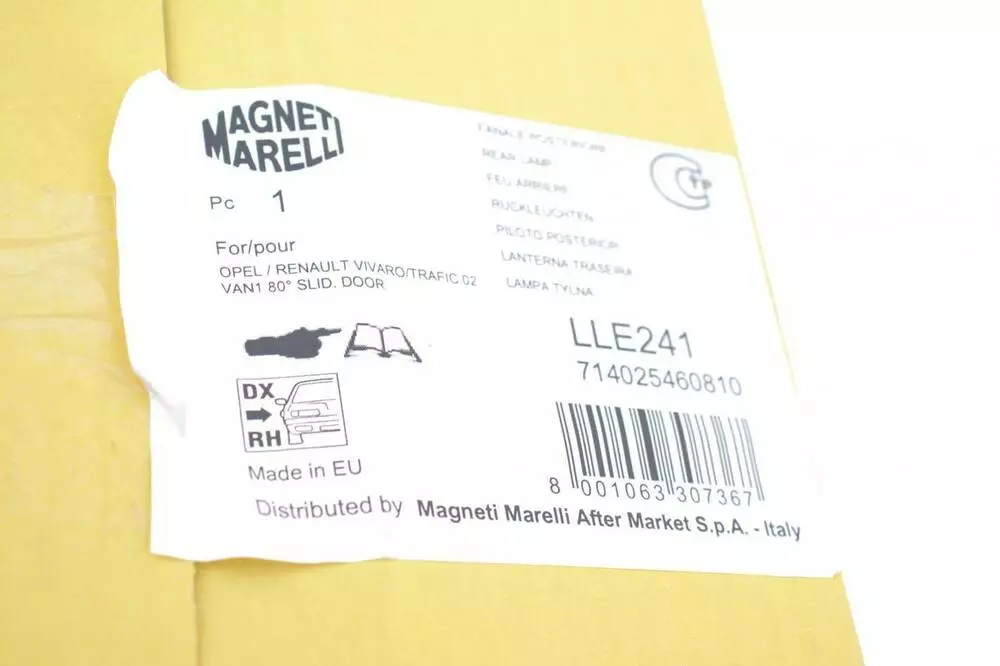 MAGNETI
MARELLI
Pc 1
For/pour
OPEL / RENAULT VIVARO/TRAFIC 02
VAN1 80° SLID. DOOR
DX
RH
Made in EU
Distributed by Magneti Marelli After Market S.p.A. - Italy
FANALE POSTERIORE
REAR LAMP
FEU ARRIERE
RUCKLEUCHTEN
PILOTO POSTERIOR
LANTERNA TRASEIRA
LAMPA TYLNA
LLE241
714025460810
8 001063 307367